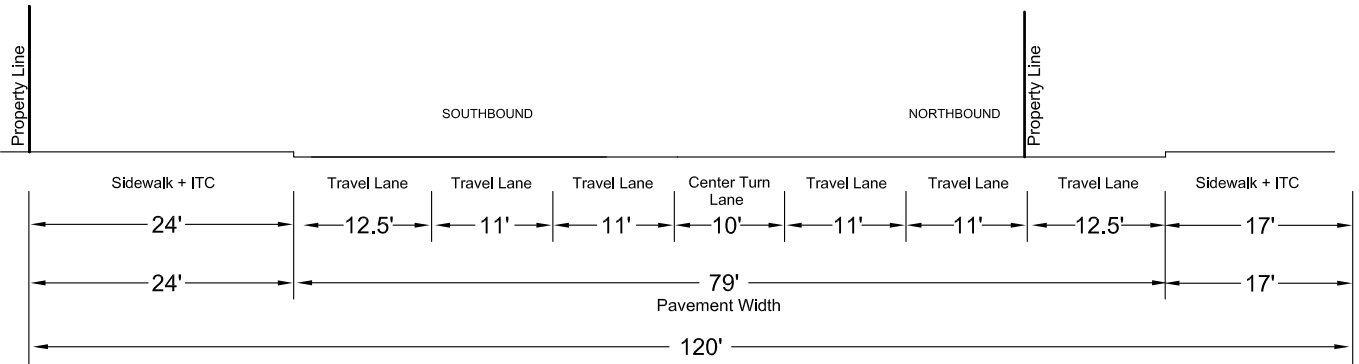 Property Line
SOUTHBOUND
NORTHBOUND
Property Line
Sidewalk + ITC
Travel Lane
Travel Lane
Travel Lane
Center Turn
Lane
Travel Lane
Travel Lane
Travel Lane
Sidewalk + ITC
24'
12.5'
11'
11'
10'
11'
11'
12.5'
17'
24'
79'
17'
Pavement Width
120'